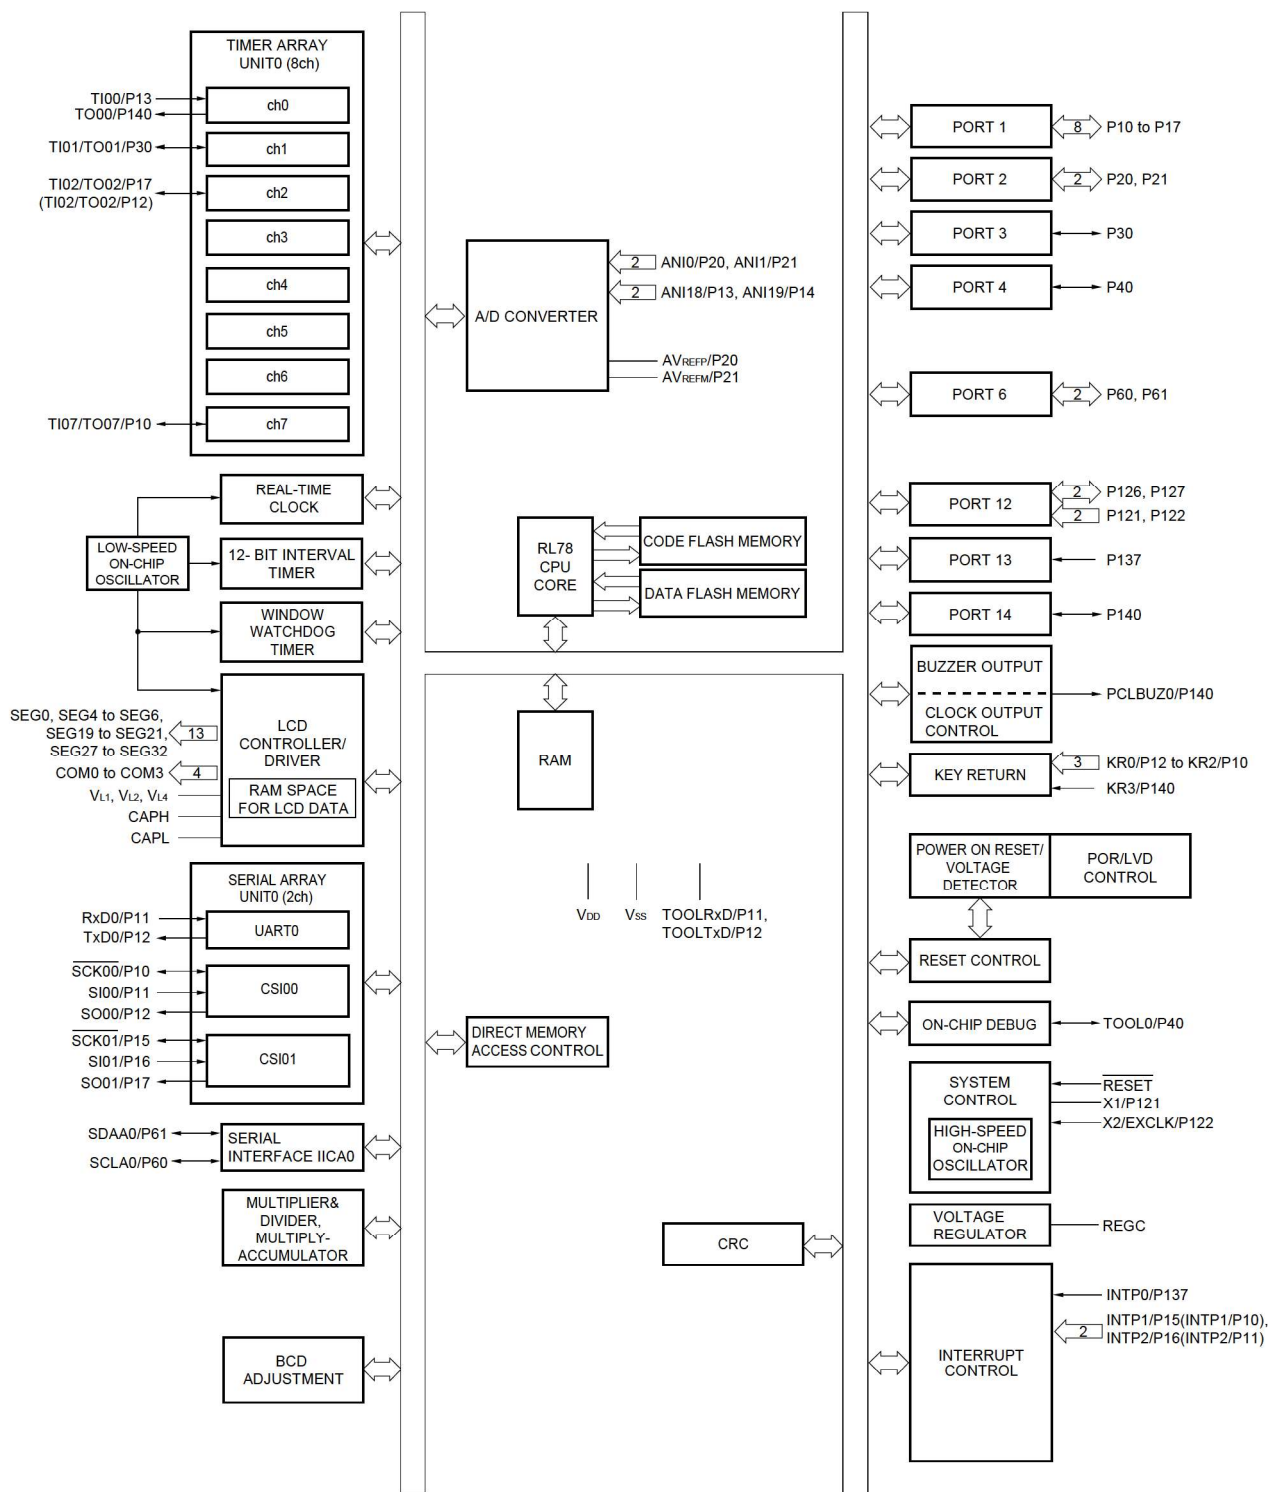 TIMER ARRAY
UNIT0 (8ch)
TI00/P13
TO00/P140
ch0
TI01/TO01/P30
ch1
TI02/TO02/P17
(TI02/TO02/P12)
ch2
ch3
ch4
ch5
ch6
TI07/TO07/P10
ch7
REAL-TIME
CLOCK
LOW-SPEED
ON-CHIP
OSCILLATOR
12- BIT INTERVAL
TIMER
WINDOW
WATCHDOG
TIMER
SEG0, SEG4 to SEG6,
SEG19 to SEG21,
SEG27 to SEG32
13
COM0 to COM3
4
VL1, VL2, VL4
CAPH
CAPL
LCD
CONTROLLER/
DRIVER
RAM SPACE
FOR LCD DATA
SERIAL ARRAY
UNIT0 (2ch)
RxD0/P11
TxD0/P12
UART0
SCK00/P10
SI00/P11
SO00/P12
CSI00
SCK01/P15
SI01/P16
SO01/P17
CSI01
SDAA0/P61
SCLA0/P60
SERIAL
INTERFACE IICA0
MULTIPLIER&
DIVIDER,
MULTIPLY-
ACCUMULATOR
BCD
ADJUSTMENT
A/D CONVERTER
2
ANI0/P20, ANI1/P21
2
ANI18/P13, ANI19/P14
AVREFP/P20
AVREFM/P21
RL78
CPU
CORE
CODE FLASH MEMORY
DATA FLASH MEMORY
RAM
VDD
VSS
TOOLRxD/P11,
TOOLTxD/P12
DIRECT MEMORY
ACCESS CONTROL
CRC
PORT 1
8
P10 to P17
PORT 2
2
P20, P21
PORT 3
P30
PORT 4
P40
PORT 6
2
P60, P61
PORT 12
2
P126, P127
2
P121, P122
PORT 13
P137
PORT 14
P140
BUZZER OUTPUT
CLOCK OUTPUT
CONTROL
PCLBUZ0/P140
KEY RETURN
3
KR0/P12 to KR2/P10
KR3/P140
POWER ON RESET/
VOLTAGE
DETECTOR
POR/LVD
CONTROL
RESET CONTROL
ON-CHIP DEBUG
TOOL0/P40
SYSTEM
CONTROL
HIGH-SPEED
ON-CHIP
OSCILLATOR
RESET
X1/P121
X2/EXCLK/P122
VOLTAGE
REGULATOR
REGC
INTERRUPT
CONTROL
INTP0/P137
2
INTP1/P15(INTP1/P10),
INTP2/P16(INTP2/P11)